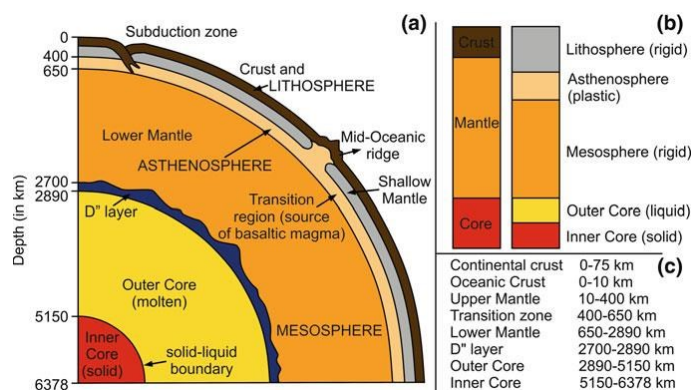 (a)
Subduction zone
0
400
650
2700
2890
5150
6378
Depth (in km)
Crust and
LITHOSPHERE
Lower Mantle
ASTHENOSPHERE
Mid-Oceanic
ridge
Shallow
Mantle
Transition
region (source
of basaltic magma)
D" layer
Outer Core
(molten)
MESOSPHERE
Inner
Core
(solid)
solid-liquid
boundary
(b)
Crust
Mantle
Core
Lithosphere (rigid)
Asthenosphere
(plastic)
Mesosphere (rigid)
Outer Core (liquid)
Inner Core (solid)
(c)
Continental crust 0-75 km
Oceanic Crust 0-10 km
Upper Mantle 10-400 km
Transition zone 400-650 km
Lower Mantle 650-2890 km
D" layer 2700-2890 km
Outer Core 2890-5150 km
Inner Core 5150-6378 km